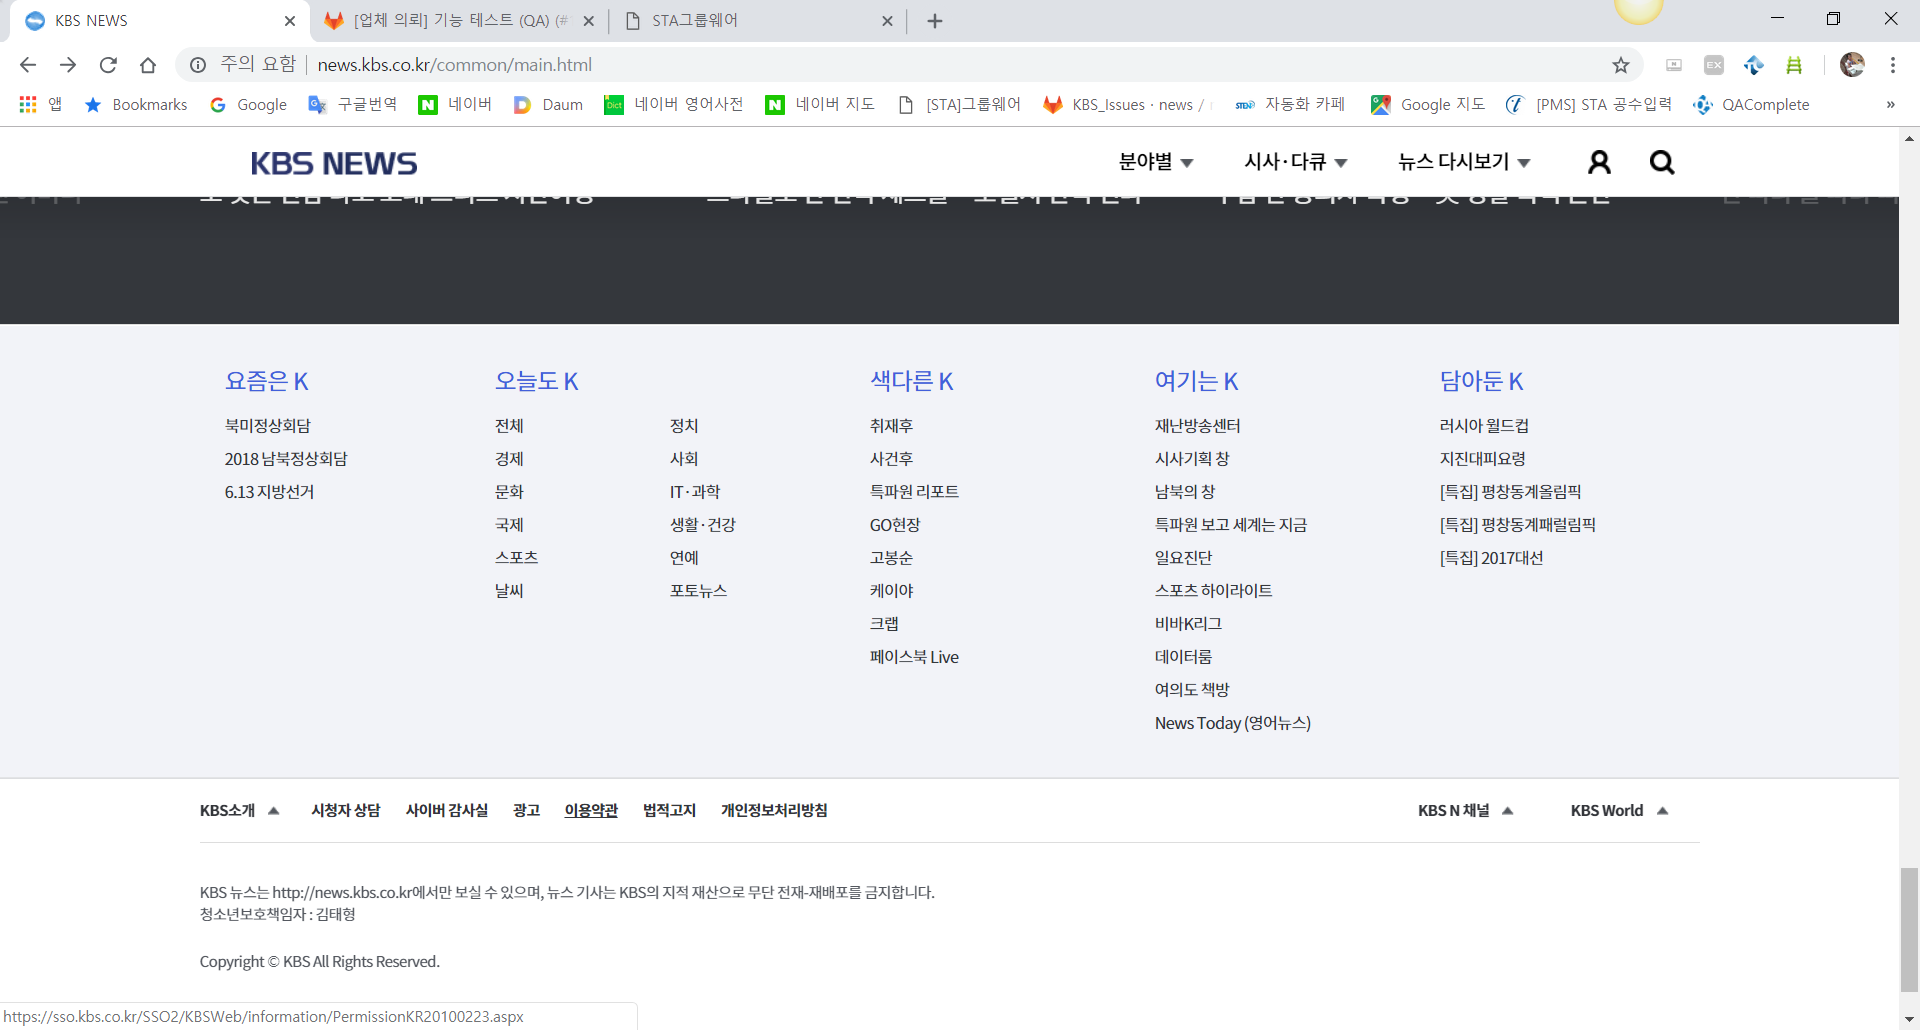 KBS NEWS
[업체 의뢰] 기능 테스트 (QA) (#
STA그룹웨어
주의 요함 news.kbs.co.kr/common/main.html
앱 Bookmarks Google 구글번역 네이버 Daum 네이버 영어사전 네이버 지도 [STA]그룹웨어 KBS_Issues · news / 자동화 카페 Google 지도 [PMS] STA 공수입력 QAComplete »
KBS NEWS
분야별 시사·다큐 뉴스 다시보기
요즘은 K
북미정상회담
2018 남북정상회담
6.13 지방선거
오늘도 K
전체 정치
경제 사회
문화 IT·과학
국제 생활·건강
스포츠 연예
날씨 포토뉴스
색다른 K
취재후
사건후
특파원 리포트
GO현장
고봉순
케이야
크랩
페이스북 Live
여기는 K
재난방송센터
시사기획 창
남북의 창
특파원 보고 세계는 지금
일요진단
스포츠 하이라이트
비바K리그
데이터룸
여의도 책방
News Today (영어뉴스)
담아둔 K
러시아 월드컵
지진대피요령
[특집] 평창동계올림픽
[특집] 평창동계패럴림픽
[특집] 2017대선
KBS소개 시청자 상담 사이버 감사실 광고 이용약관 법적고지 개인정보처리방침 KBS N 채널 KBS World
KBS 뉴스는 http://news.kbs.co.kr에서만 보실 수 있으며, 뉴스 기사는 KBS의 지적 재산으로 무단 전재-재배포를 금지합니다.
청소년보호책임자 : 김태형
Copyright © KBS All Rights Reserved.
https://sso.kbs.co.kr/SSO2/KBSWeb/information/PermissionKR20100223.aspx